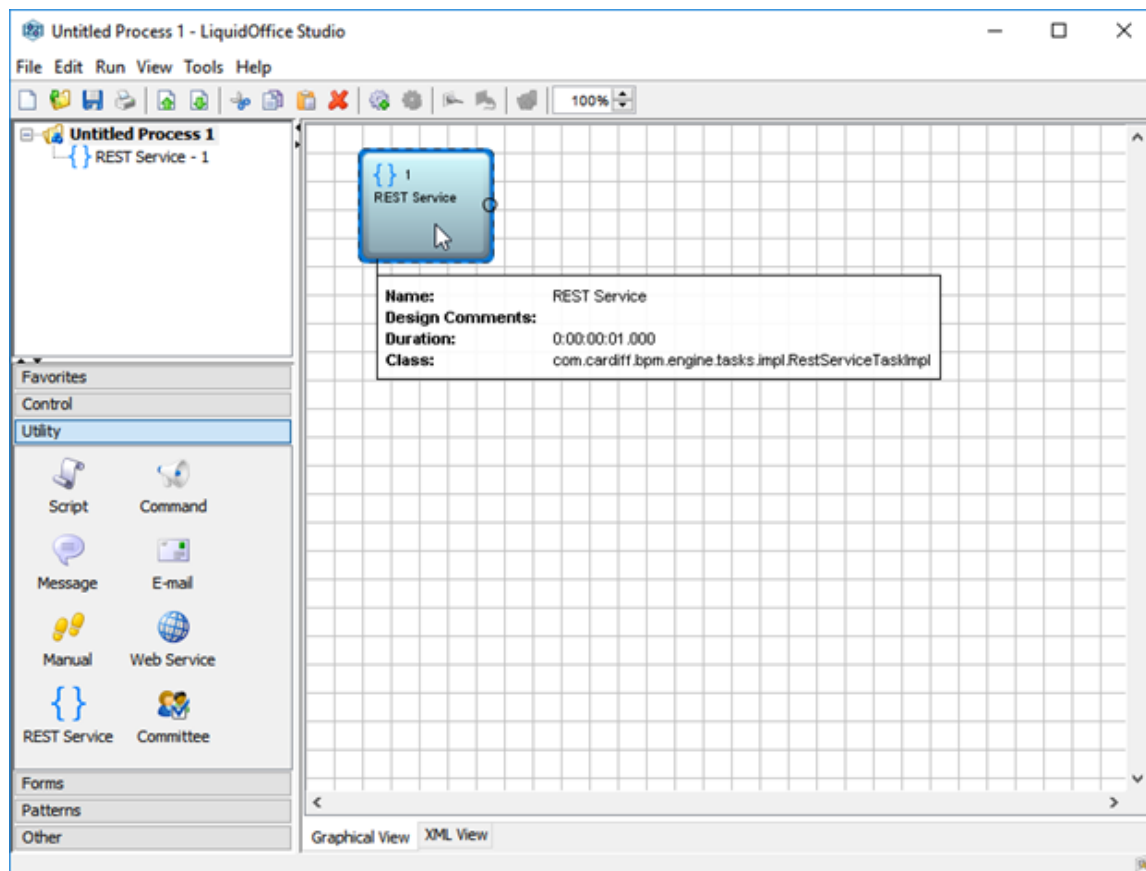 Untitled Process 1 - LiquidOffice Studio
File Edit Run View Tools Help
100%
Untitled Process 1
{ } REST Service - 1
{ } 1
REST Service
Name: REST Service
Design Comments:
Duration: 0:00:00:01.000
Class: com.cardiff.bpm.engine.tasks.impl.RestServiceTaskImpl
Favorites
Control
Utility
Script Command
Message E-mail
Manual Web Service
{ }
REST Service Committee
Forms
Patterns
Other
Graphical View XML View